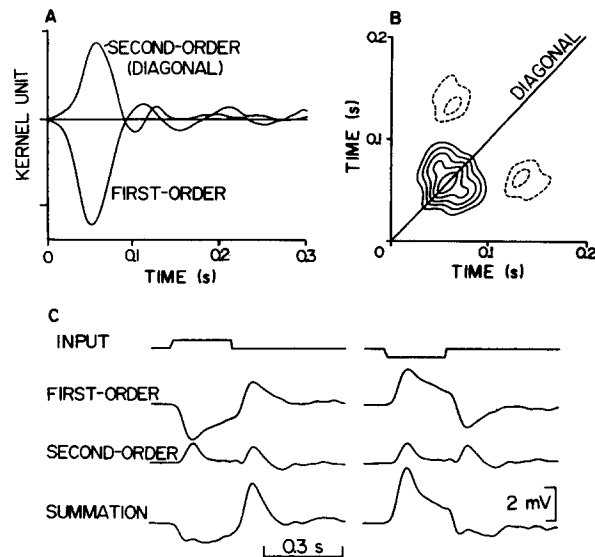 A
SECOND-ORDER
(DIAGONAL)
KERNEL UNIT
FIRST-ORDER
0
0.1
0.2
0.3
TIME (s)
B
0.2
DIAGONAL
TIME (s)
0.1
0
0.1
0.2
TIME (s)
C
INPUT
FIRST-ORDER
SECOND-ORDER
SUMMATION
2 mV
0.3 s